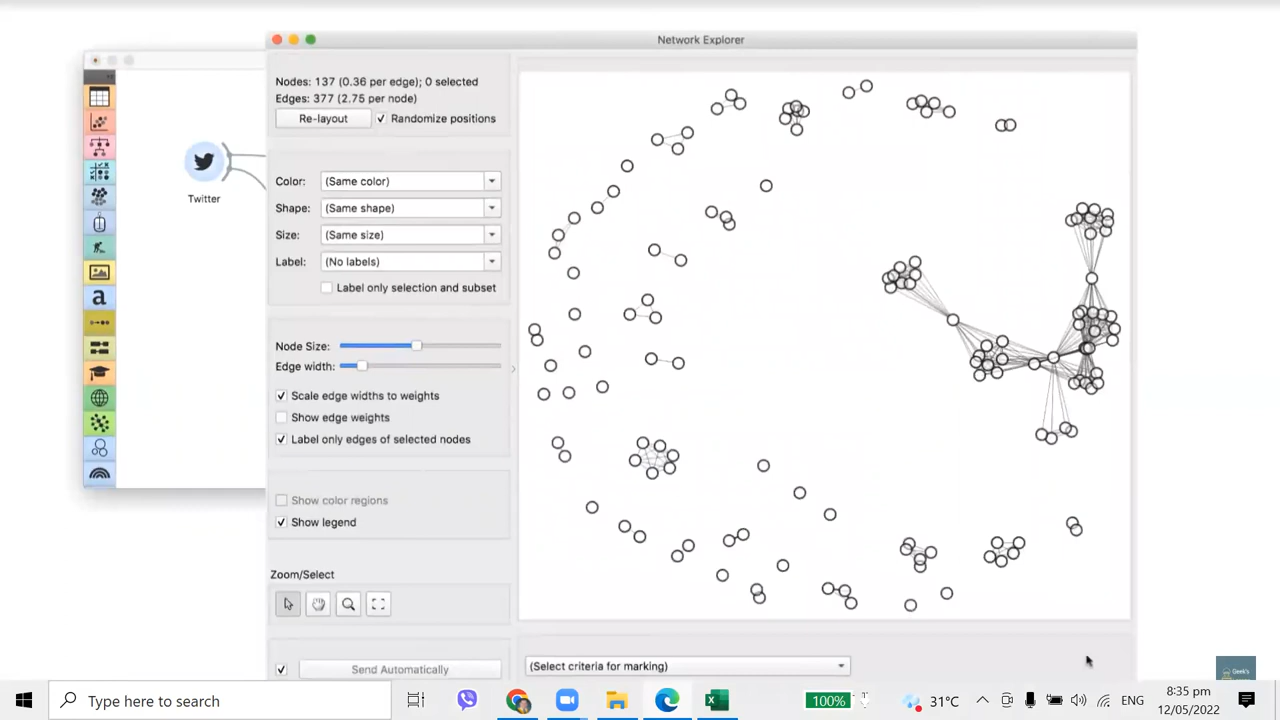 Network Explorer
Nodes: 137 (0.36 per edge); 0 selected
Edges: 377 (2.75 per node)
Re-layout
Randomize positions
Twitter
Color: (Same color)
Shape: (Same shape)
Size: (Same size)
Label: (No labels)
Label only selection and subset
Node Size:
Edge width:
Scale edge widths to weights
Show edge weights
Label only edges of selected nodes
Show color regions
Show legend
Zoom/Select
Send Automatically
(Select criteria for marking)
Geek's
Type here to search
100%
31°C
ENG
8:35 pm
12/05/2022